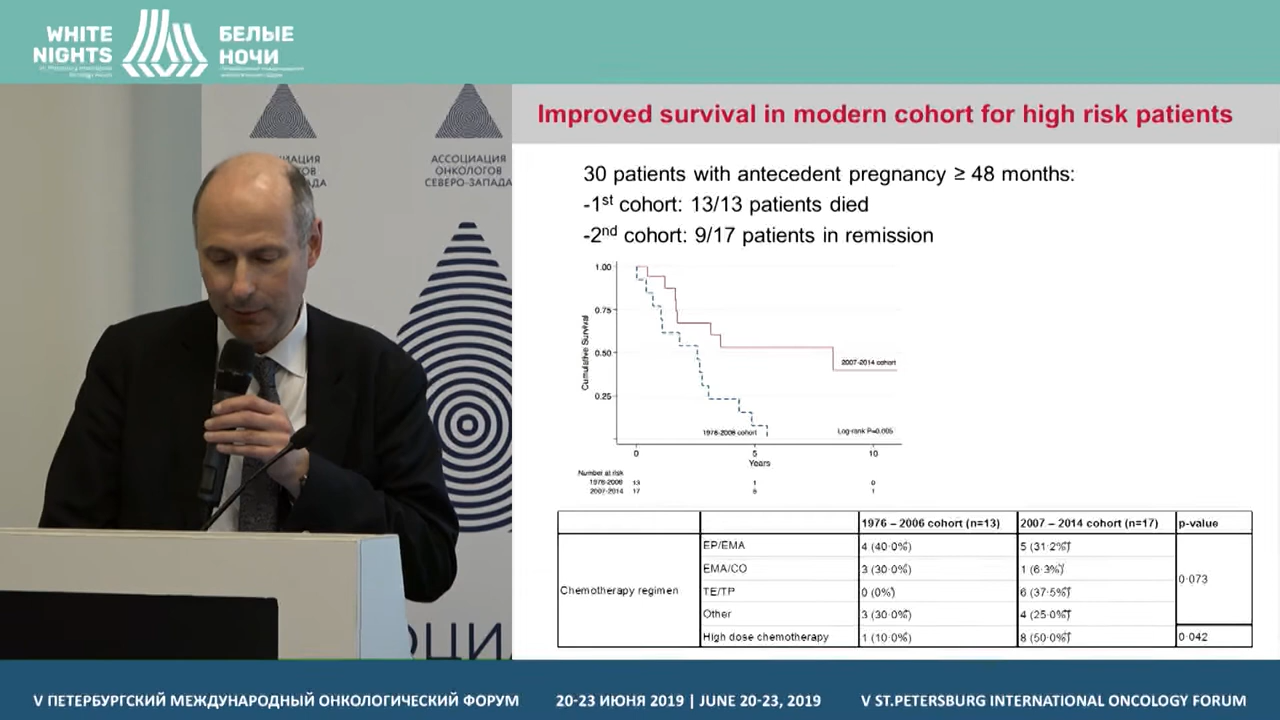 WHITE
NIGHTS
БЕЛЫЕ
НОЧИ
АССОЦИАЦИЯ
ОНКОЛОГОВ
СЕВЕРО-ЗАПАДА
Improved survival in modern cohort for high risk patients
30 patients with antecedent pregnancy ≥ 48 months:
-1st cohort: 13/13 patients died
-2nd cohort: 9/17 patients in remission
1.00
0.75
0.50
0.25
Cumulative Survival
2007-2014 cohort
1976-2006 cohort
Log-rank P=0.005
0 5 10
Years
Number at risk
1976-2006 13 1 0
2007-2014 17 8 1
1976 – 2006 cohort (n=13) 2007 – 2014 cohort (n=17) p-value
Chemotherapy regimen
EP/EMA 4 (40·0%) 5 (31·2%)
EMA/CO 3 (30·0%) 1 (6·3%)
TE/TP 0 (0%) 6 (37·5%)
0·073
Other 3 (30·0%) 4 (25·0%)
High dose chemotherapy 1 (10·0%) 8 (50·0%) 0·042
V ПЕТЕРБУРГСКИЙ МЕЖДУНАРОДНЫЙ ОНКОЛОГИЧЕСКИЙ ФОРУМ
20-23 ИЮНЯ 2019 | JUNE 20-23, 2019
V ST.PETERSBURG INTERNATIONAL ONCOLOGY FORUM